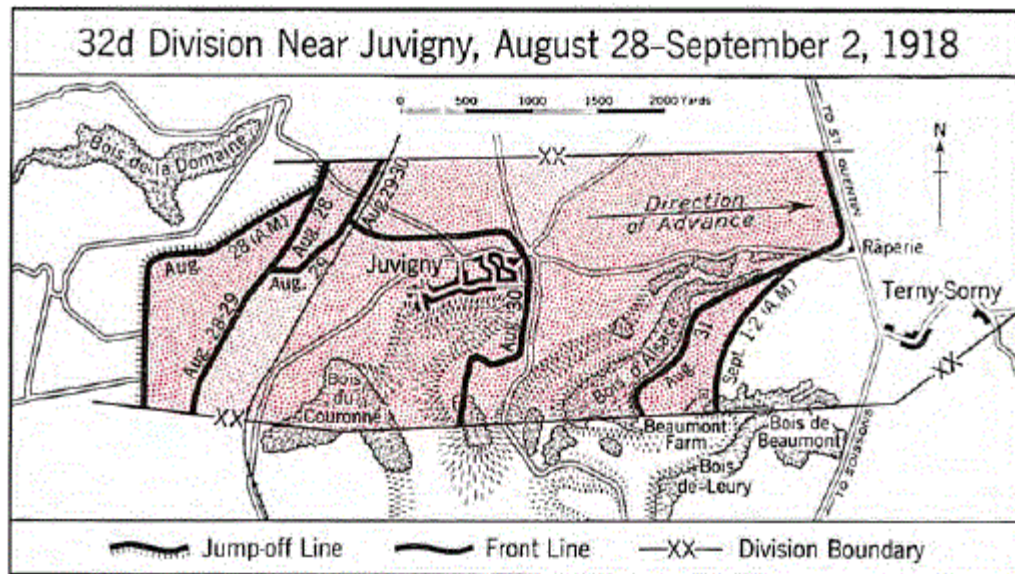 32d Division Near Juvigny, August 28–September 2, 1918
0 500 1000 1500 2000 Yards
TO ST. QUENTIN
N
Bois de la Domaine
XX
Aug. 28 (A.M.)
Aug. 28
Aug. 29-30
Direction
of Advance
Râperie
Juvigny
Aug. 29
Aug. 28-29
Aug. 30
Terny-Sorny
Bois d'Alsace
Aug. 31
Sept. 1-2 (A.M.)
XX
Bois
du
Couronné
XX
Beaumont
Farm
Bois de
Beaumont
Bois
de-Leury
TO SOISSONS
Jump-off Line
Front Line
XX
Division Boundary